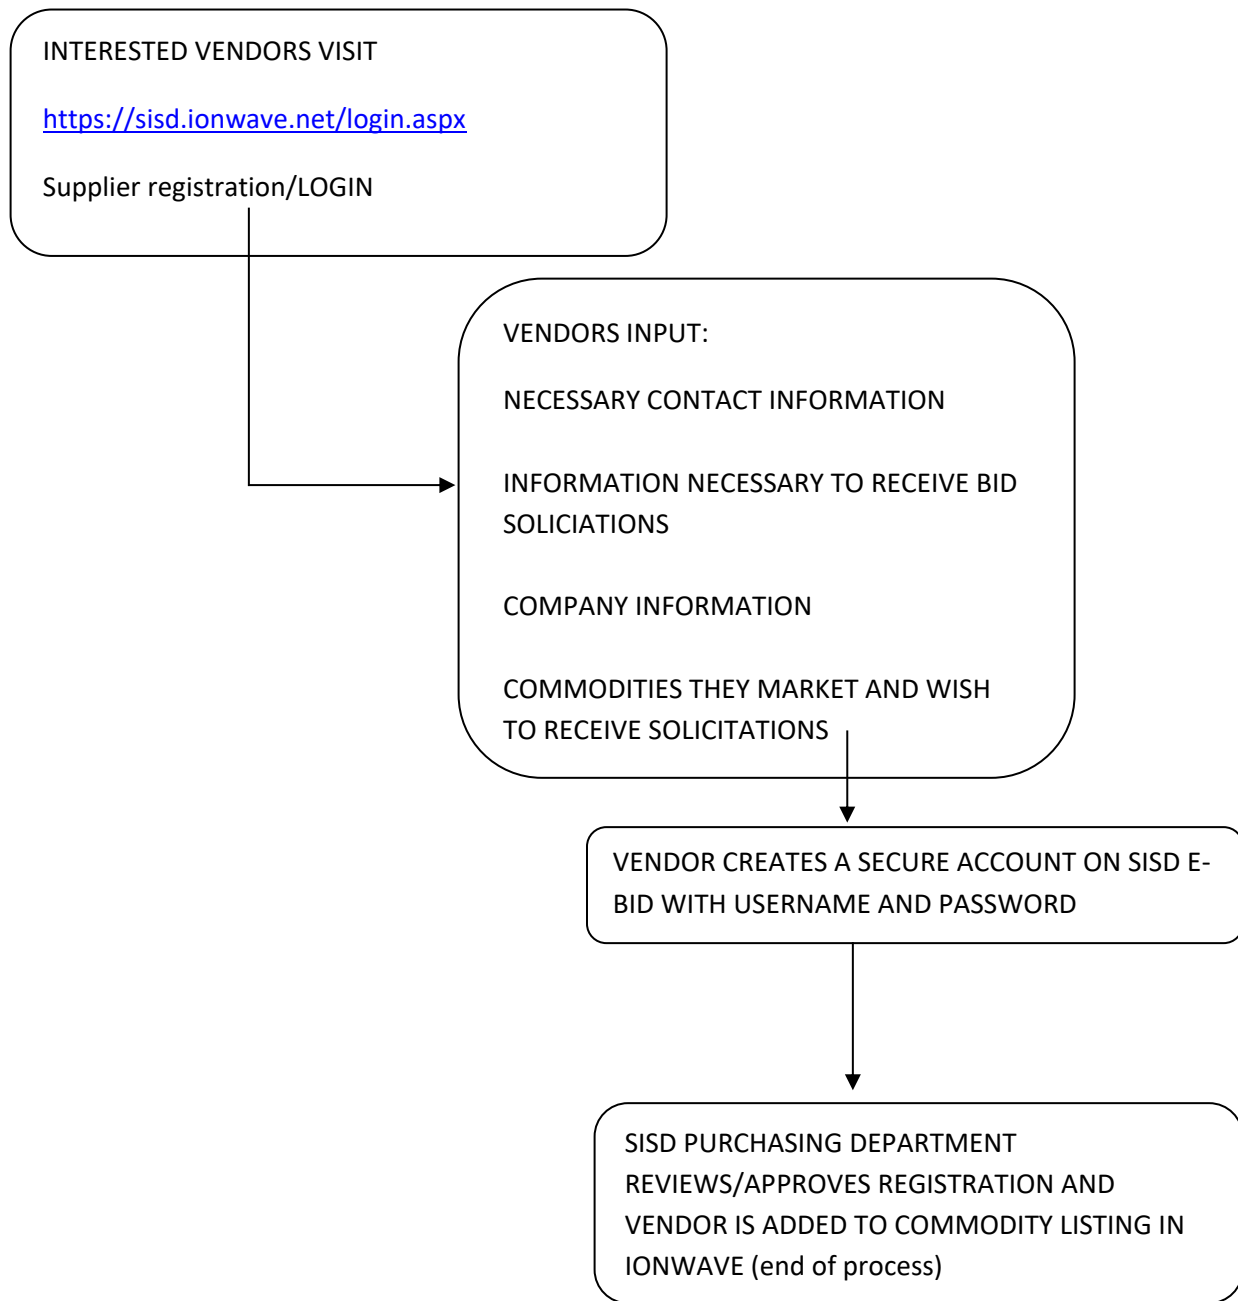 INTERESTED VENDORS VISIT
https://sisd.ionwave.net/login.aspx
Supplier registration/LOGIN
VENDORS INPUT:
NECESSARY CONTACT INFORMATION
INFORMATION NECESSARY TO RECEIVE BID
SOLICIATIONS
COMPANY INFORMATION
COMMODITIES THEY MARKET AND WISH
TO RECEIVE SOLICITATIONS
VENDOR CREATES A SECURE ACCOUNT ON SISD E-
BID WITH USERNAME AND PASSWORD
SISD PURCHASING DEPARTMENT
REVIEWS/APPROVES REGISTRATION AND
VENDOR IS ADDED TO COMMODITY LISTING IN
IONWAVE (end of process)